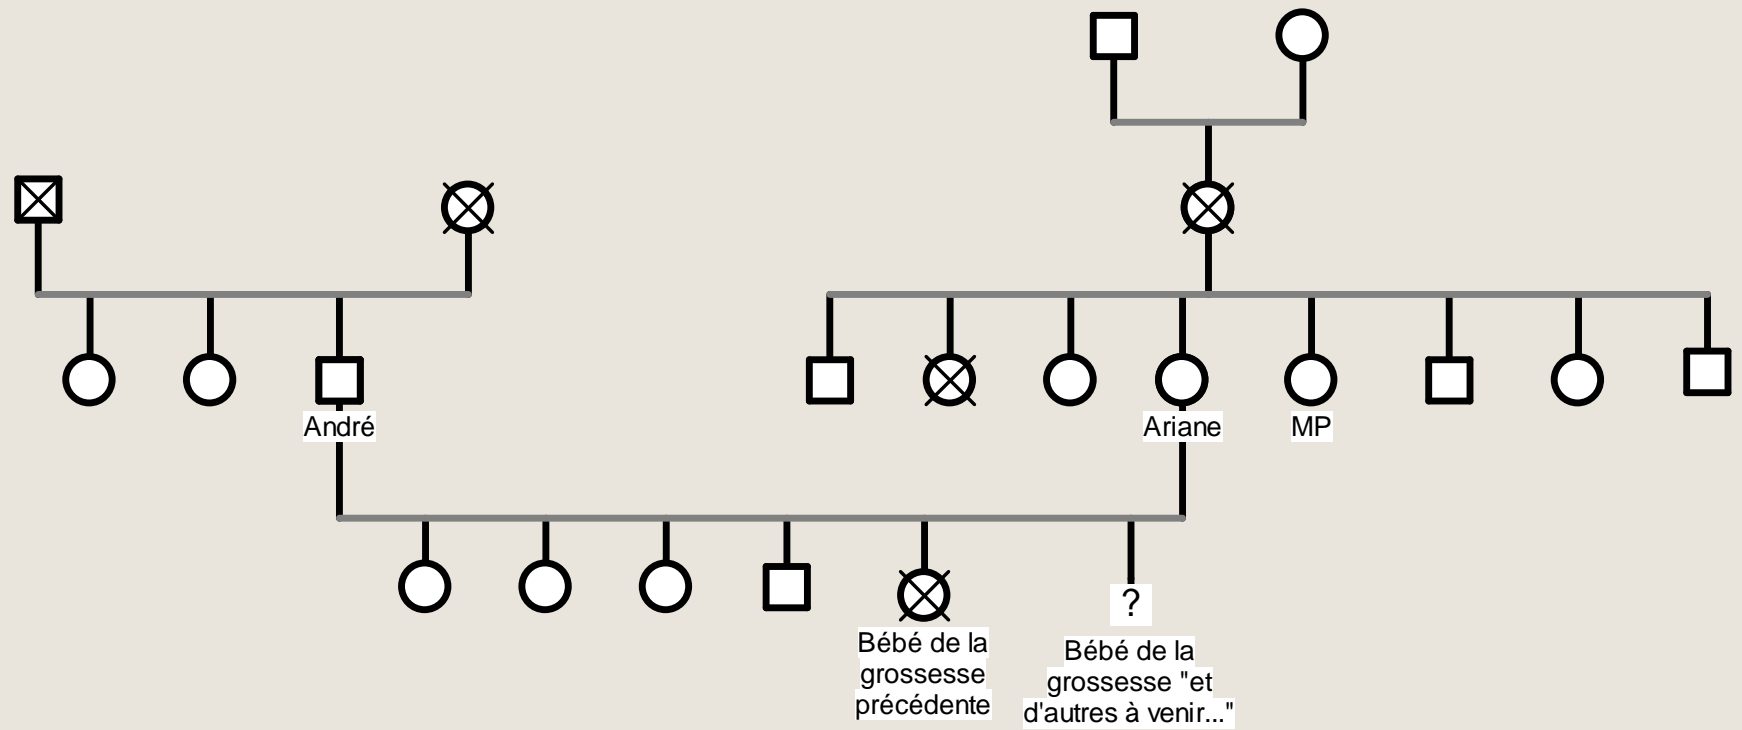 André
Ariane
MP
?
Bébé de la
grossesse
précédente
Bébé de la
grossesse "et
d'autres à venir..."